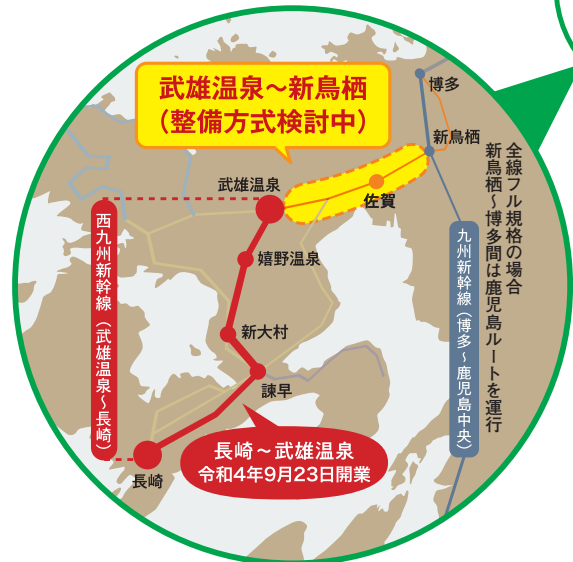 武雄温泉～新鳥栖
（整備方式検討中）
博多
新鳥栖
武雄温泉
佐賀
全線フル規格の場合
新鳥栖～博多間は鹿児島ルートを運行
九州新幹線（博多～鹿児島中央）
西九州新幹線（武雄温泉～長崎）
嬉野温泉
新大村
諫早
長崎～武雄温泉
令和4年9月23日開業
長崎